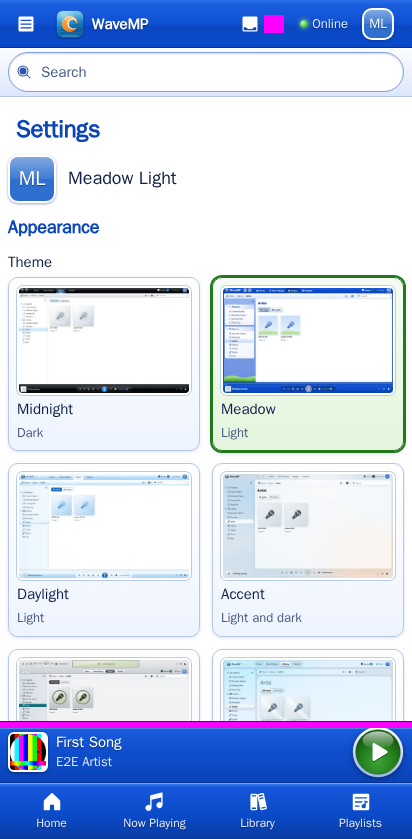 WaveMP
Online
ML
Search
Settings
ML
Meadow Light
Appearance
Theme
Midnight
Dark
Meadow
Light
Daylight
Light
Accent
Light and dark
First Song
E2E Artist
Home
Now Playing
Library
Playlists